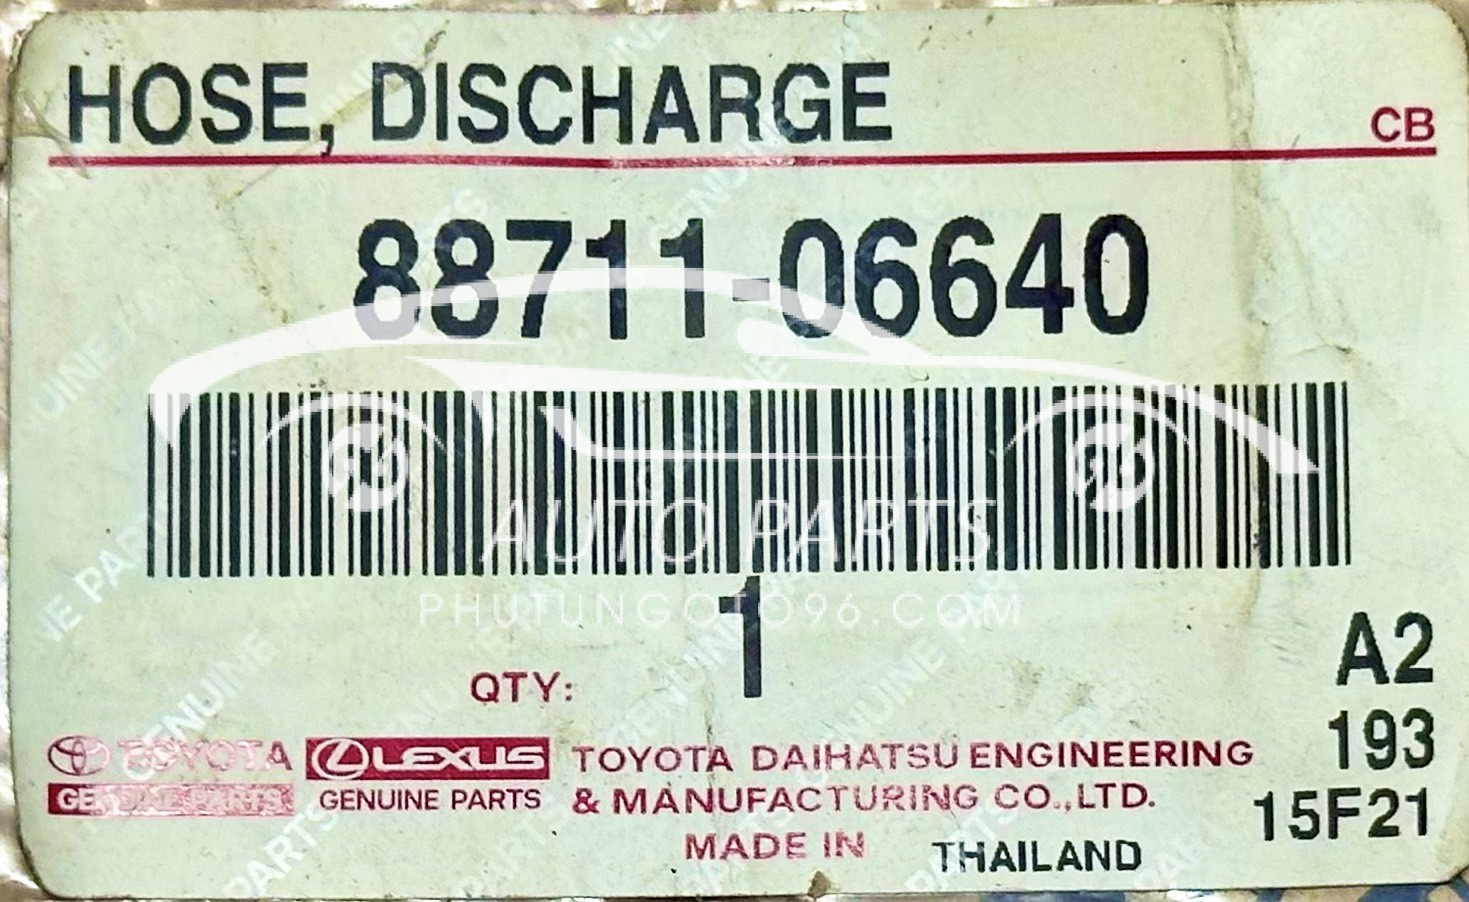 HOSE, DISCHARGE
CB
88711-06640
AUTO PARTS
PHUTUNGOTO96.COM
1
QTY:
A2
193
15F21
TOYOTA
GENUINE PARTS
LEXUS
GENUINE PARTS
TOYOTA DAIHATSU ENGINEERING
& MANUFACTURING CO.,LTD.
MADE IN THAILAND